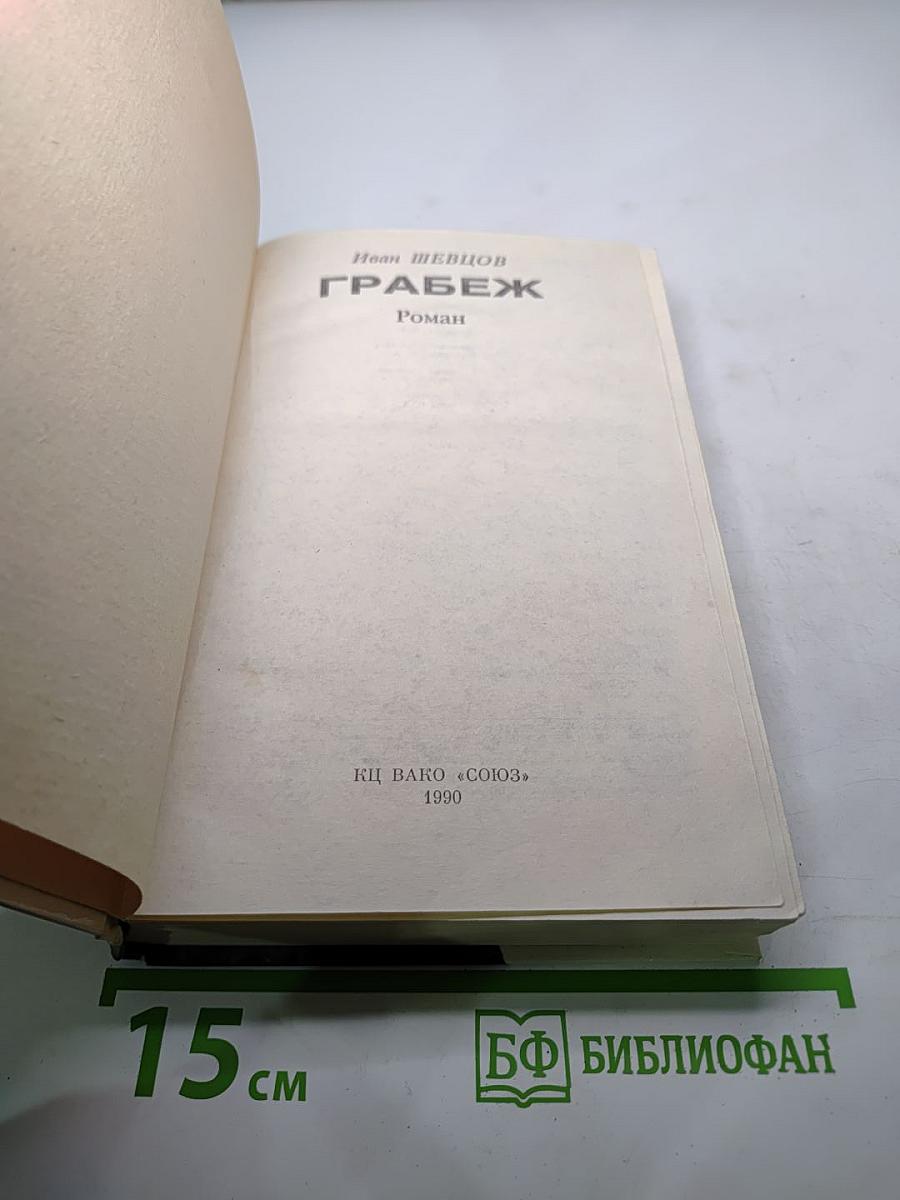 Иван ШЕВЦОВ
ГРАБЕЖ
Роман
КЦ ВАКО «СОЮЗ»
1990
15 см
БФ БИБЛИОФАН